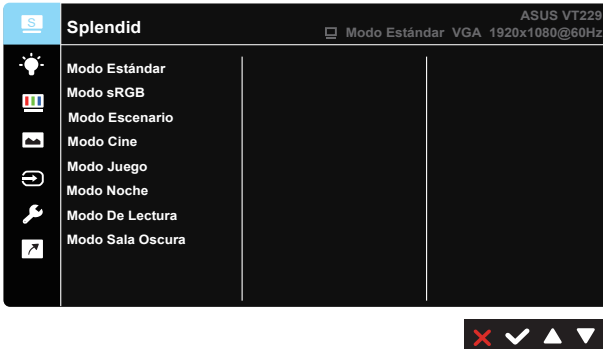 S
Splendid
ASUS VT229
Modo Estándar VGA 1920x1080@60Hz
Modo Estándar
Modo sRGB
Modo Escenario
Modo Cine
Modo Juego
Modo Noche
Modo De Lectura
Modo Sala Oscura